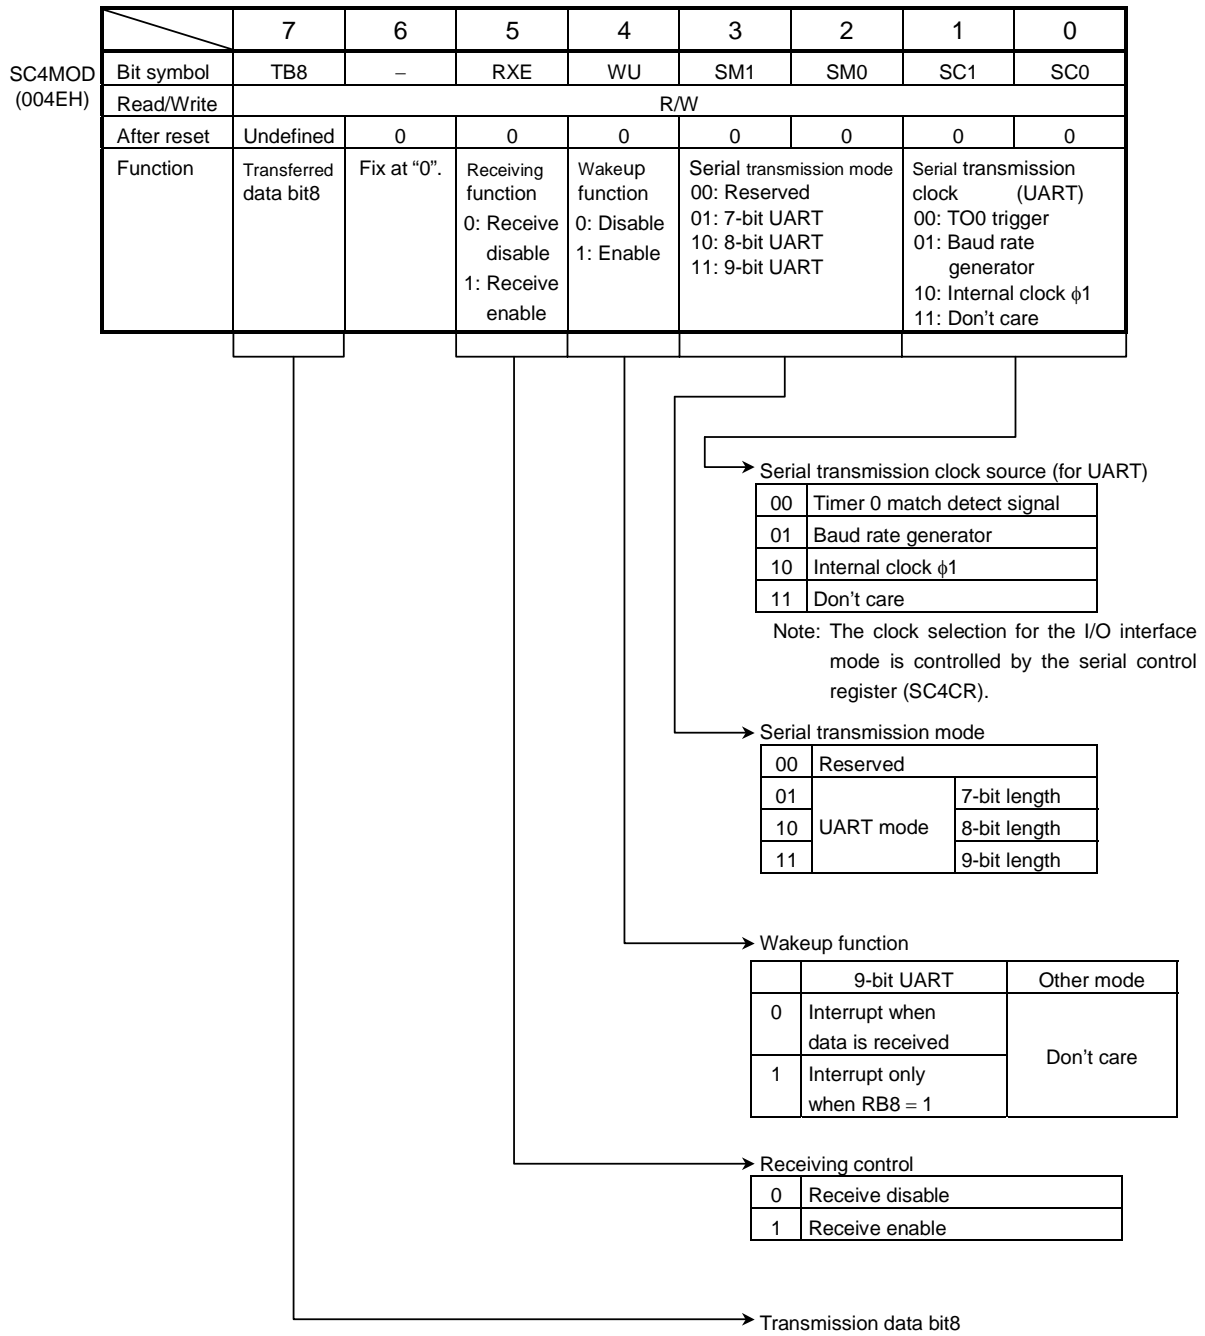 7 6 5 4 3 2 1 0
SC4MOD
(004EH)
Bit symbol TB8 − RXE WU SM1 SM0 SC1 SC0
Read/Write R/W
After reset Undefined 0 0 0 0 0 0 0
Function
Transferred
data bit8
Fix at “0”.
Receiving
function
0: Receive
disable
1: Receive
enable
Wakeup
function
0: Disable
1: Enable
Serial transmission mode
00: Reserved
01: 7-bit UART
10: 8-bit UART
11: 9-bit UART
Serial transmission
clock (UART)
00: TO0 trigger
01: Baud rate
generator
10: Internal clock ϕ1
11: Don’t care
Serial transmission clock source (for UART)
00 Timer 0 match detect signal
01 Baud rate generator
10 Internal clock ϕ1
11 Don’t care
Note: The clock selection for the I/O interface
mode is controlled by the serial control
register (SC4CR).
Serial transmission mode
00 Reserved
01 7-bit length
10 UART mode 8-bit length
11 9-bit length
Wakeup function
9-bit UART Other mode
0 Interrupt when
data is received
Don’t care
1 Interrupt only
when RB8 = 1
Receiving control
0 Receive disable
1 Receive enable
Transmission data bit8